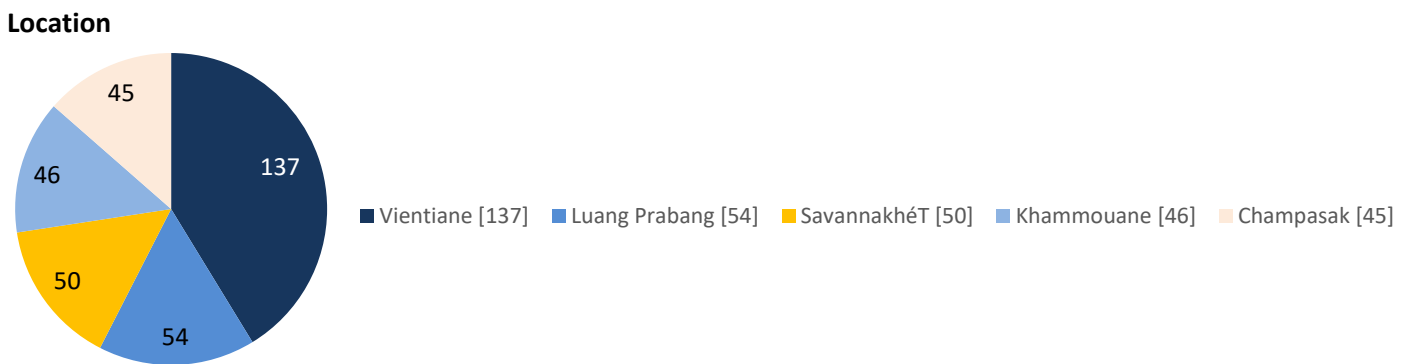 Location
45
137
46
50
54
Vientiane [137] Luang Prabang [54] SavannakhéT [50] Khammouane [46] Champasak [45]